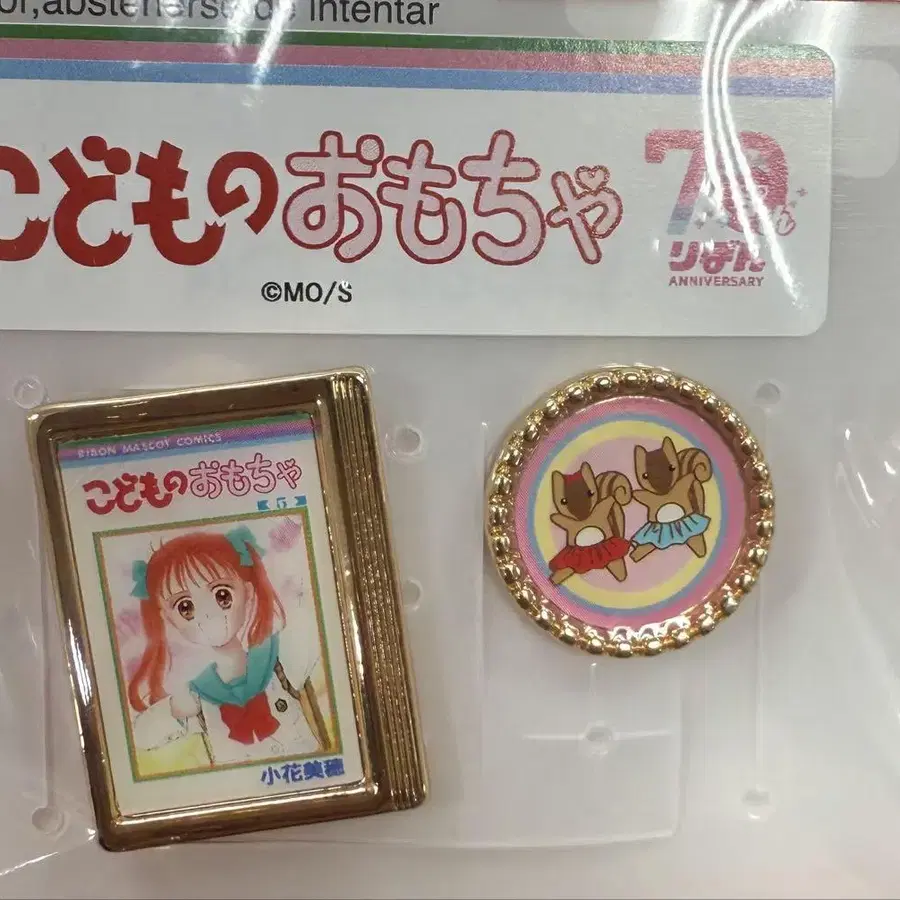 ,abstenerse de intentar
こどものおもちゃ
70
りぼん
ANNIVERSARY
©MO/S
RIBON MASCOT COMICS
こどものおもちゃ
5
小花美穂